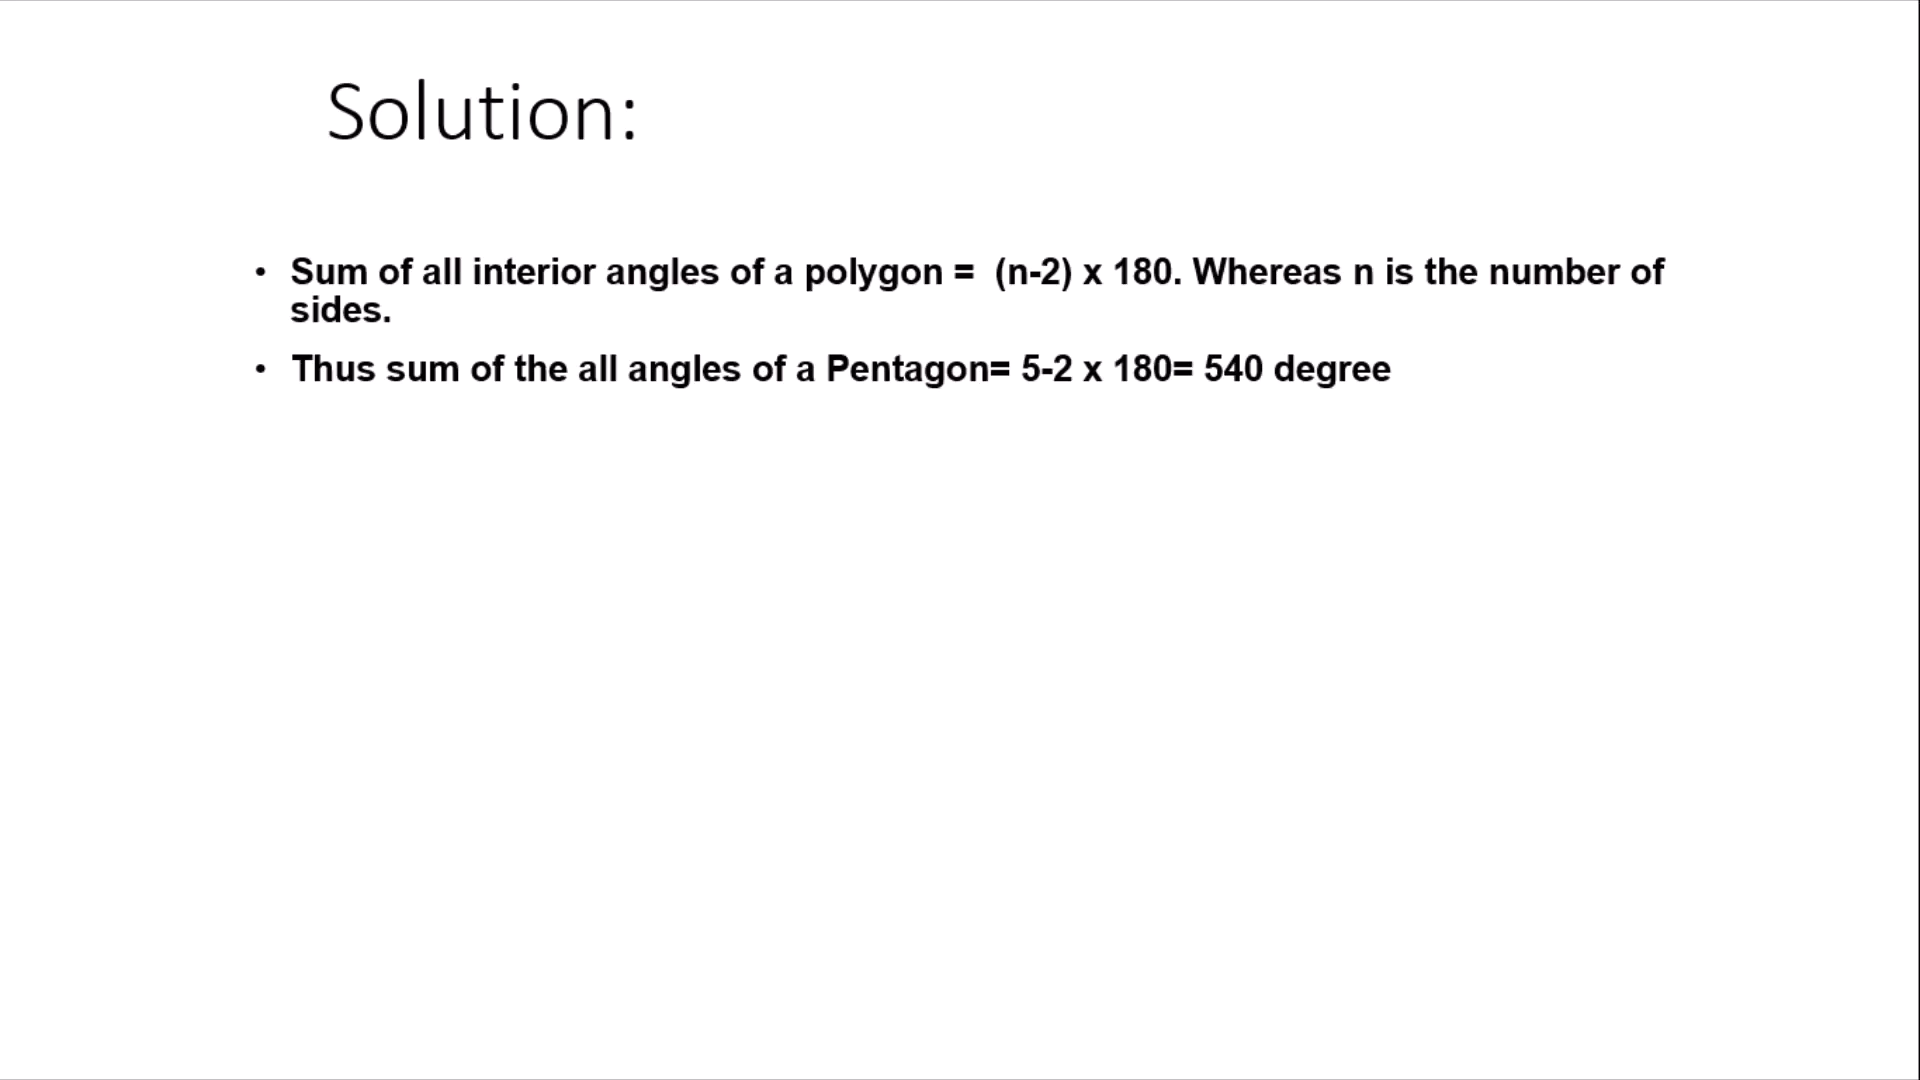 Solution:
• Sum of all interior angles of a polygon =  (n-2) x 180. Whereas n is the number of
sides.
• Thus sum of the all angles of a Pentagon= 5-2 x 180= 540 degree